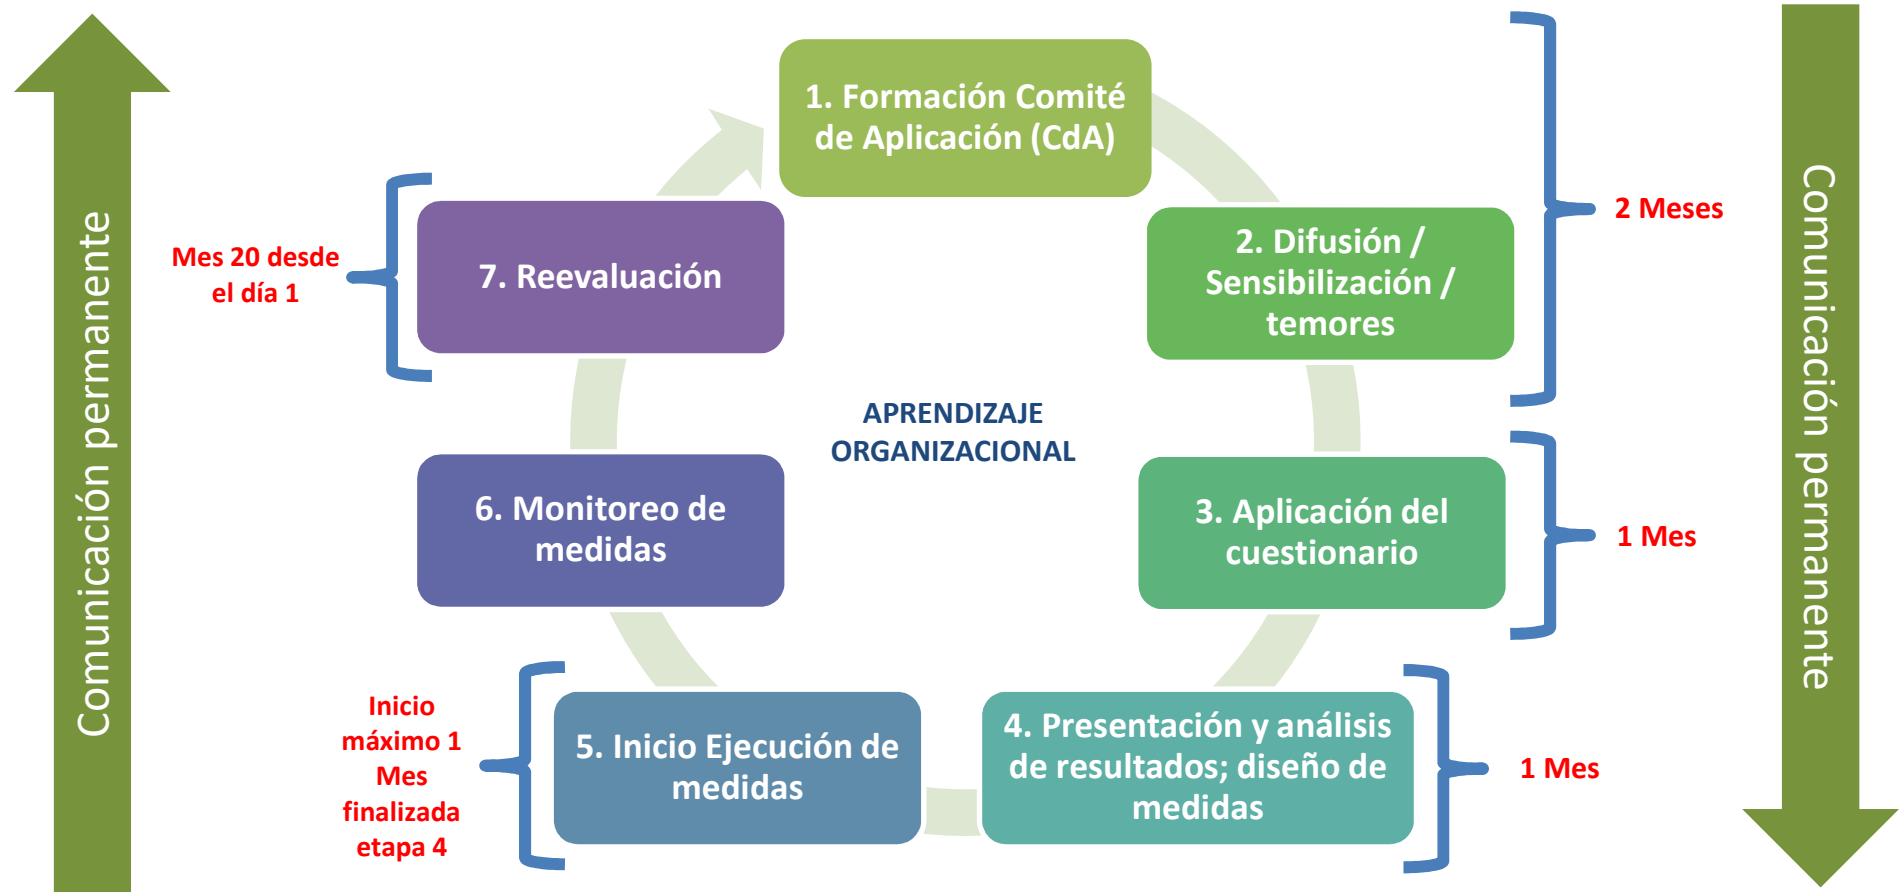 Comunicación permanente
1. Formación Comité
de Aplicación (CdA)
2. Difusión /
Sensibilización /
temores
2 Meses
3. Aplicación del
cuestionario
1 Mes
4. Presentación y análisis
de resultados; diseño de
medidas
1 Mes
5. Inicio Ejecución de
medidas
Inicio
máximo 1
Mes
finalizada
etapa 4
6. Monitoreo de
medidas
7. Reevaluación
Mes 20 desde
el día 1
APRENDIZAJE
ORGANIZACIONAL
Comunicación permanente